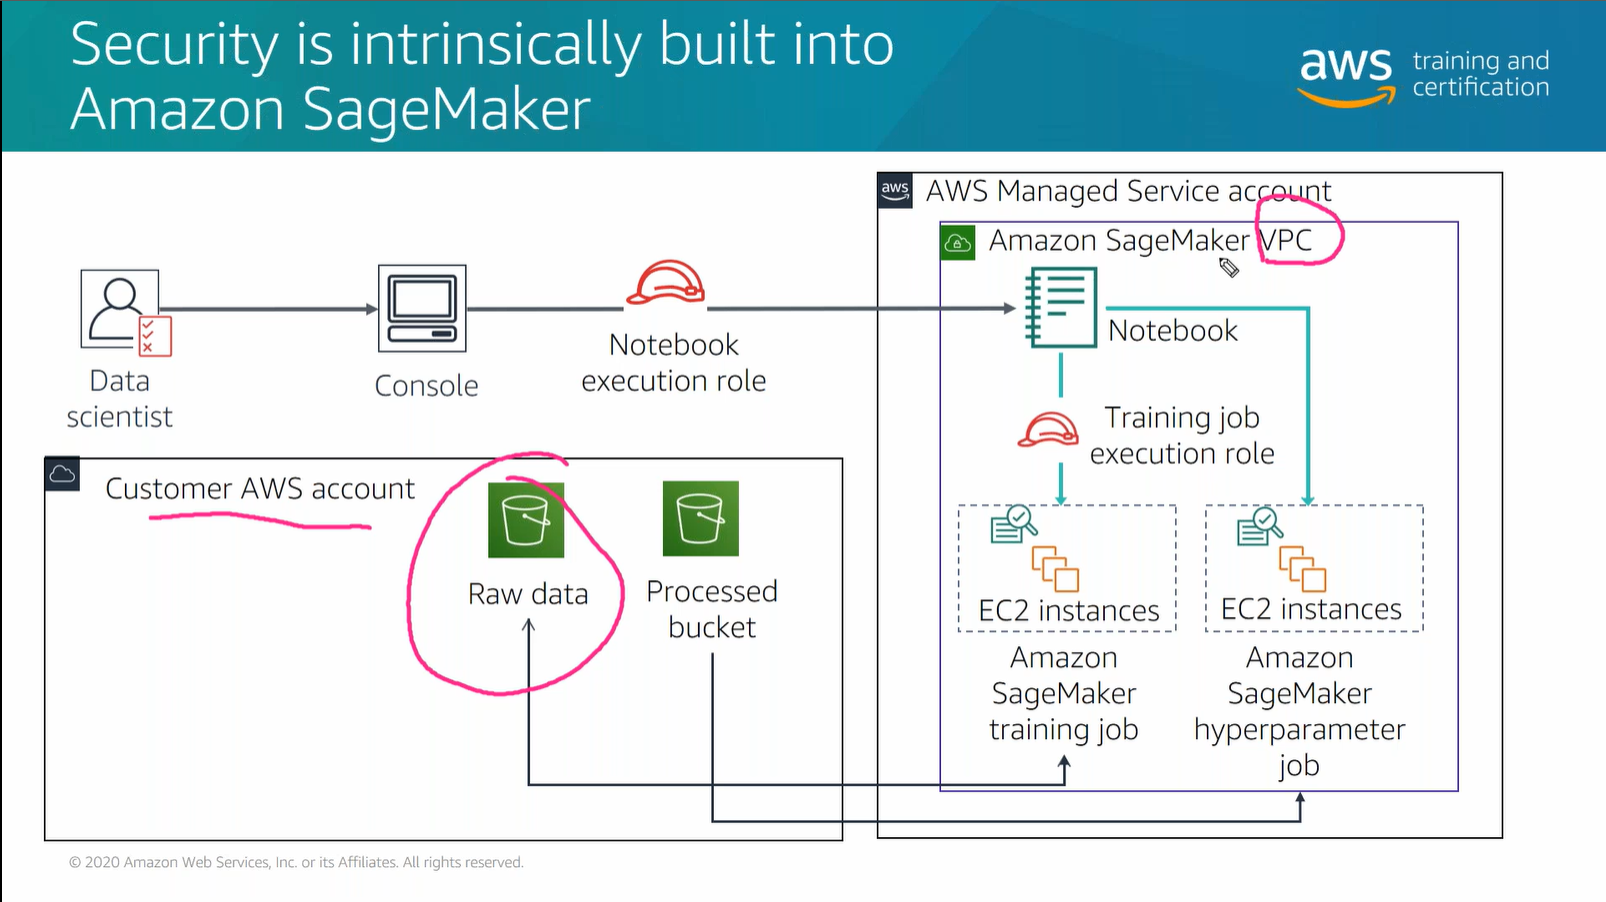 Security is intrinsically built into
Amazon SageMaker
aws training and
certification
aws AWS Managed Service account
Amazon SageMaker VPC
Data
scientist
Console
Notebook
execution role
Notebook
Training job
execution role
Customer AWS account
Raw data
Processed
bucket
EC2 instances
Amazon
SageMaker
training job
EC2 instances
Amazon
SageMaker
hyperparameter
job
© 2020 Amazon Web Services, Inc. or its Affiliates. All rights reserved.